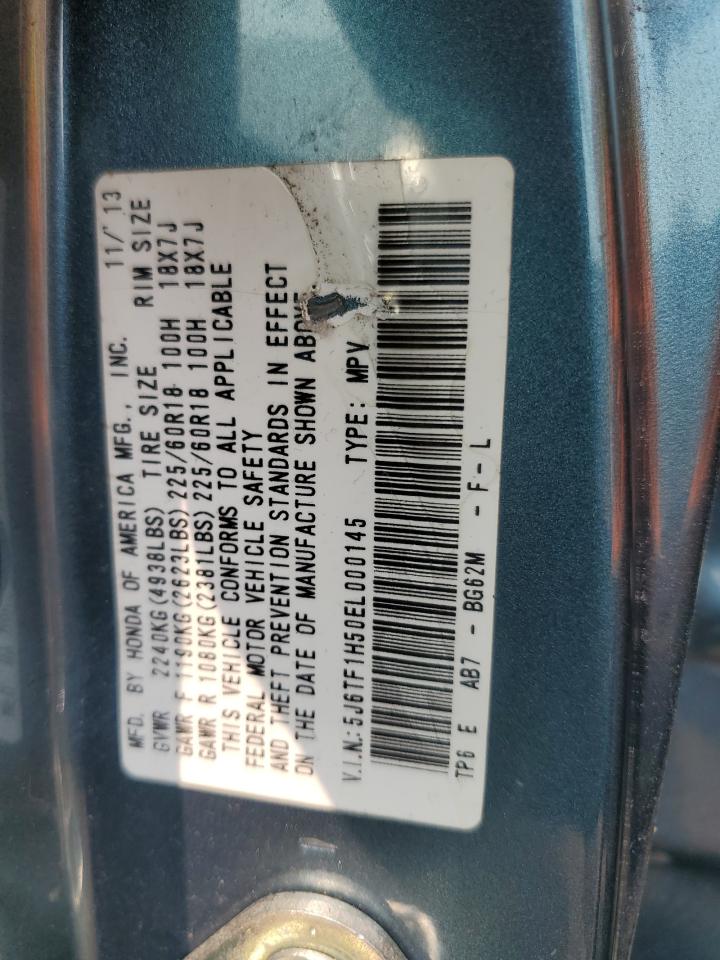 MFD. BY HONDA OF AMERICA MFG., INC. 11/'13
GVWR 2240KG(4938LBS) TIRE SIZE RIM SIZE
GAWR F 1190KG(2623LBS) 225/60R18 100H 18X7J
GAWR R 1080KG(2381LBS) 225/60R18 100H 18X7J
THIS VEHICLE CONFORMS TO ALL APPLICABLE
FEDERAL MOTOR VEHICLE SAFETY
AND THEFT PREVENTION STANDARDS IN EFFECT
ON THE DATE OF MANUFACTURE SHOWN ABOVE
V.I.N.: 5J6TF1H50EL000145 TYPE: MPV
TP6 E AB7 - BG62M - F - L